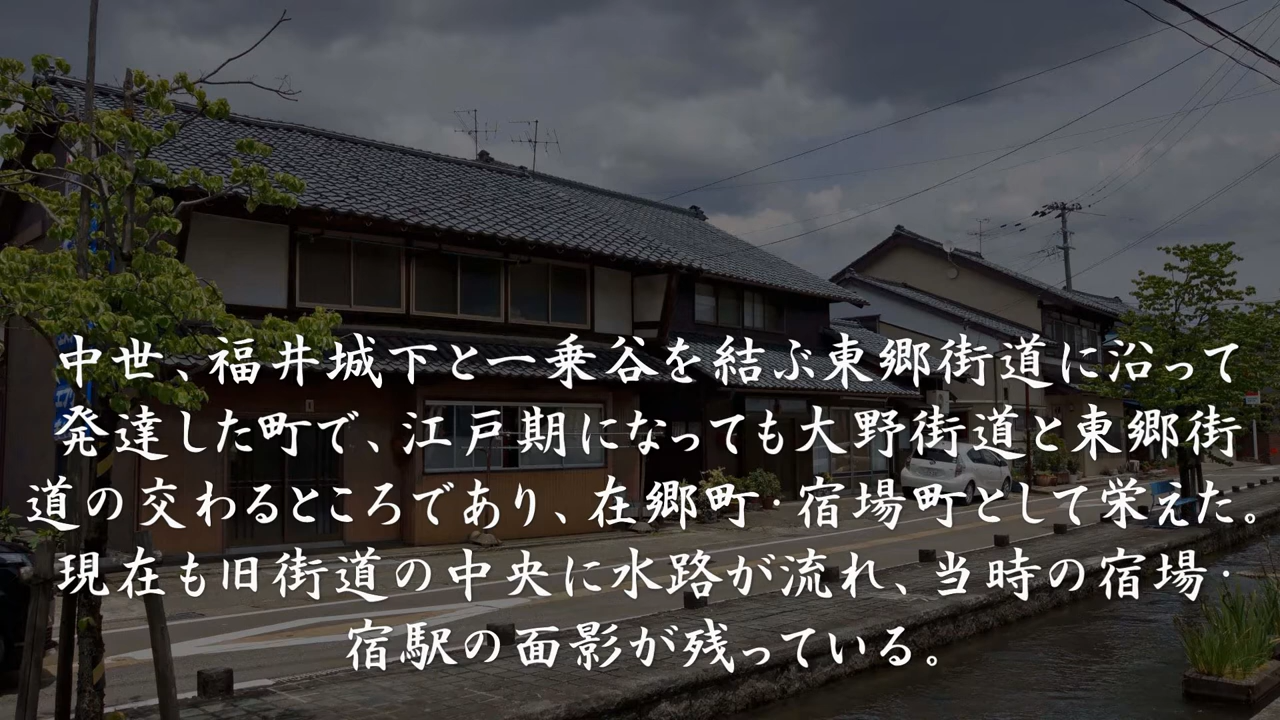 中世、福井城下と一乗谷を結ぶ東郷街道に沿って
発達した町で、江戸期になっても大野街道と東郷街
道の交わるところであり、在郷町・宿場町として栄えた。
現在も旧街道の中央に水路が流れ、当時の宿場・
宿駅の面影が残っている。